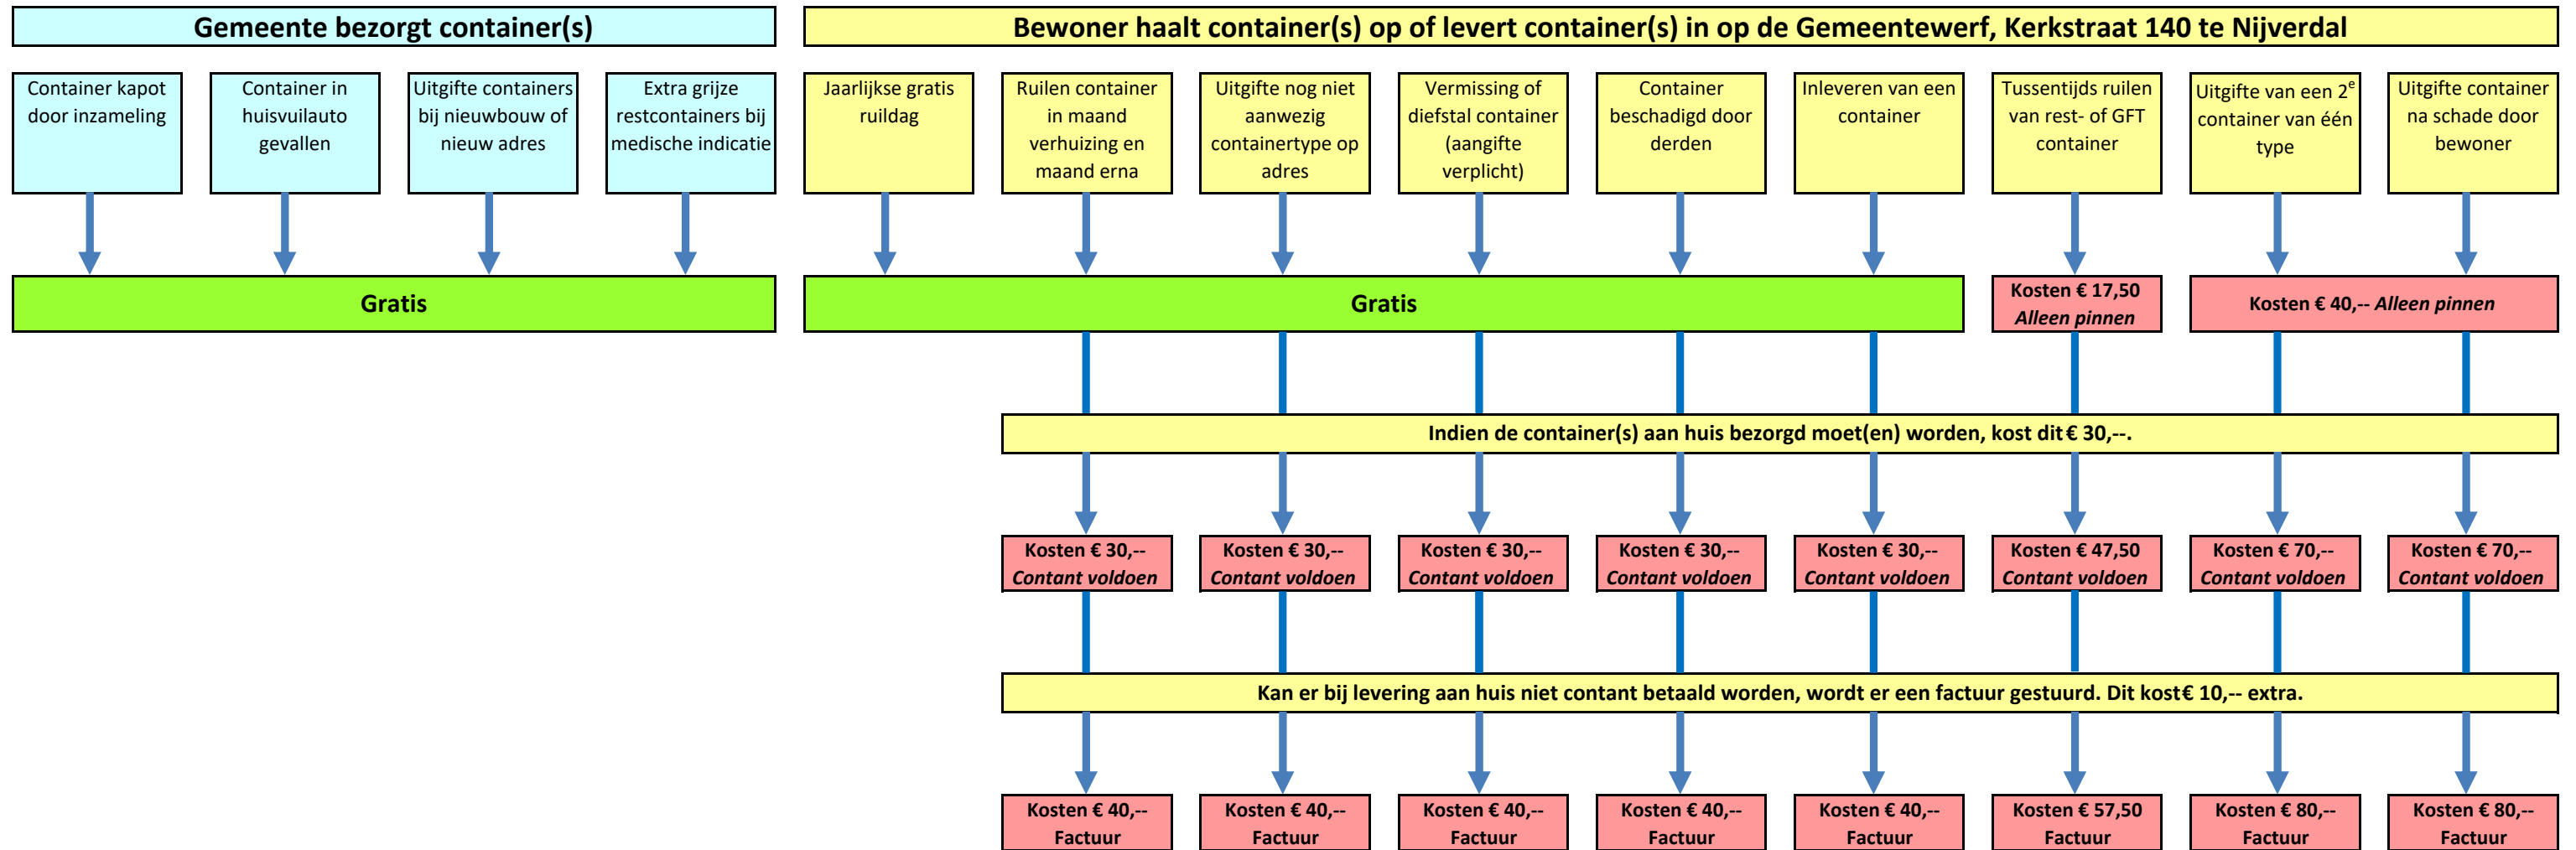 Gemeente bezorgt container(s)
Bewoner haalt container(s) op of levert container(s) in op de Gemeentewerf, Kerkstraat 140 te Nijverdal
Container kapot
door inzameling
Container in
huisvuilauto
gevallen
Uitgifte containers
bij nieuwbouw of
nieuw adres
Extra grijze
restcontainers bij
medische indicatie
Jaarlijkse gratis
ruildag
Ruilen container
in maand
verhuizing en
maand erna
Uitgifte nog niet
aanwezig
containertype op
adres
Vermissing of
diefstal container
(aangifte
verplicht)
Container
beschadigd door
derden
Inleveren van een
container
Tussentijds ruilen
van rest- of GFT
container
Uitgifte van een 2e
container van één
type
Uitgifte container
na schade door
bewoner
Gratis
Gratis
Kosten € 17,50
Alleen pinnen
Kosten € 40,-- Alleen pinnen
Indien de container(s) aan huis bezorgd moet(en) worden, kost dit € 30,--.
Kosten € 30,--
Contant voldoen
Kosten € 30,--
Contant voldoen
Kosten € 30,--
Contant voldoen
Kosten € 30,--
Contant voldoen
Kosten € 30,--
Contant voldoen
Kosten € 47,50
Contant voldoen
Kosten € 70,--
Contant voldoen
Kosten € 70,--
Contant voldoen
Kan er bij levering aan huis niet contant betaald worden, wordt er een factuur gestuurd. Dit kost € 10,-- extra.
Kosten € 40,--
Factuur
Kosten € 40,--
Factuur
Kosten € 40,--
Factuur
Kosten € 40,--
Factuur
Kosten € 40,--
Factuur
Kosten € 57,50
Factuur
Kosten € 80,--
Factuur
Kosten € 80,--
Factuur